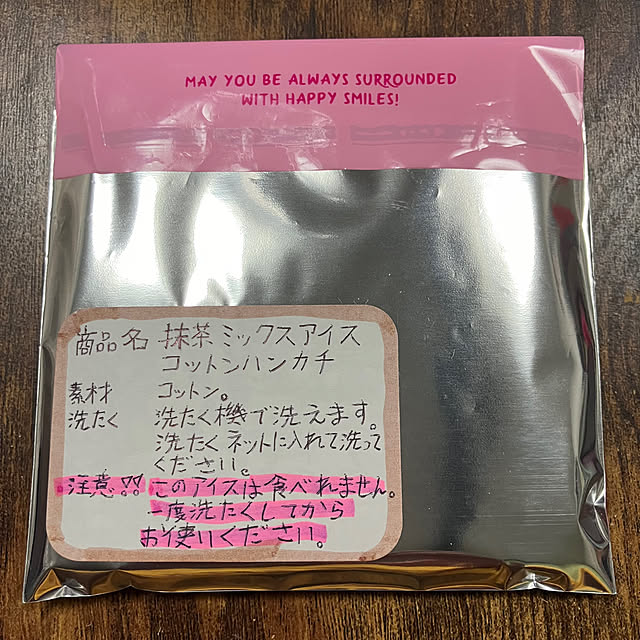 MAY YOU BE ALWAYS SURROUNDED
WITH HAPPY SMILES!
商品名 抹茶ミックスアイス
コットンハンカチ
素材 コットン。
洗たく 洗たく機で洗えます。
洗たくネットに入れて洗って
ください。
注意!! このアイスは食べれません。
一度洗たくしてから
お使いください。